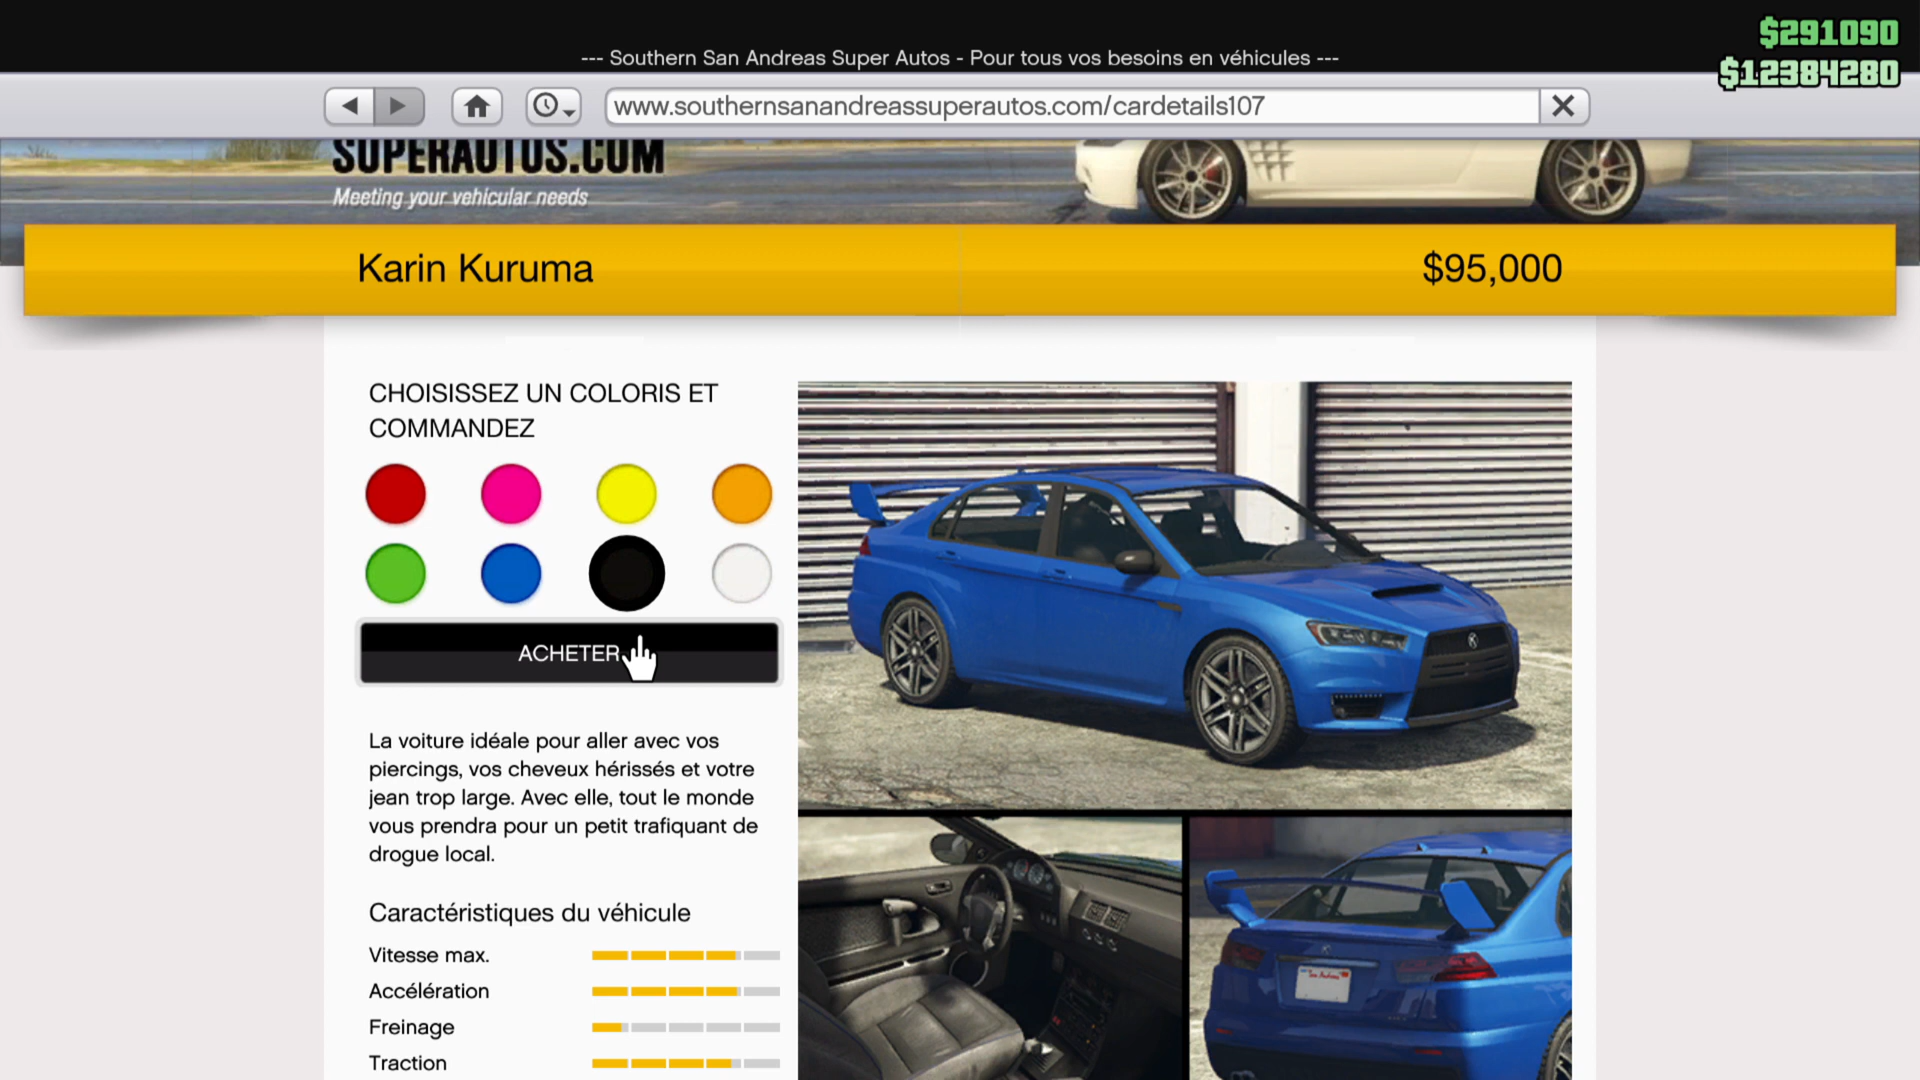 $291090
--- Southern San Andreas Super Autos - Pour tous vos besoins en véhicules ---
$12384280
www.southernsanandreassuperautos.com/cardetails107
SUPERAUTOS.COM
Meeting your vehicular needs
Karin Kuruma
$95,000
CHOISISSEZ UN COLORIS ET
COMMANDEZ
ACHETER
La voiture idéale pour aller avec vos
piercings, vos cheveux hérissés et votre
jean trop large. Avec elle, tout le monde
vous prendra pour un petit trafiquant de
drogue local.
Caractéristiques du véhicule
Vitesse max.
Accélération
Freinage
Traction